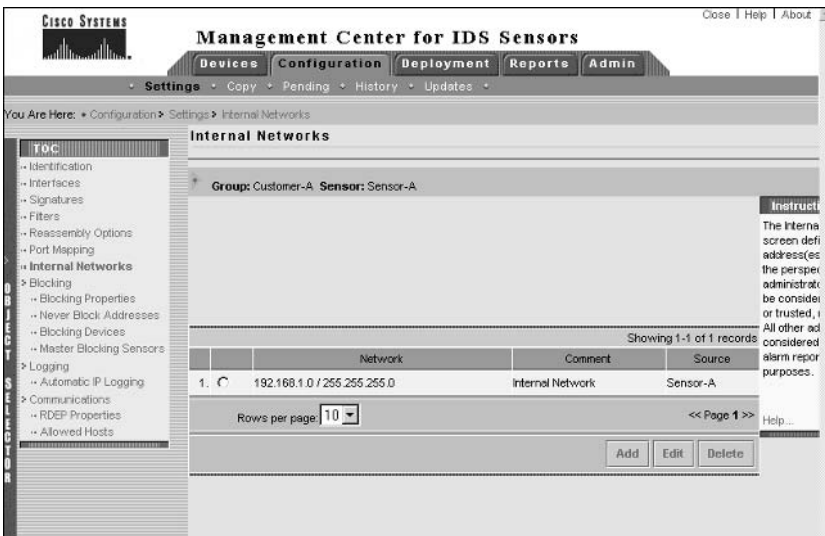 Close | Help | About
CISCO SYSTEMS
Management Center for IDS Sensors
Devices Configuration Deployment Reports Admin
Settings Copy Pending History Updates
You Are Here: • Configuration > Settings > Internal Networks
TOC
Identification
Interfaces
Signatures
Filters
Reassembly Options
Port Mapping
Internal Networks
Blocking
Blocking Properties
Never Block Addresses
Blocking Devices
Master Blocking Sensors
Logging
Automatic IP Logging
Communications
RDEP Properties
Allowed Hosts
OBJECT SELECTOR
Internal Networks
Group: Customer-A Sensor: Sensor-A
Showing 1-1 of 1 records
Network Comment Source
1. 192.168.1.0 / 255.255.255.0 Internal Network Sensor-A
Rows per page: 10 << Page 1 >>
Add Edit Delete
Instructi
The Interna
screen defi
address(es
the perspec
administrato
be consider
or trusted,
All other ad
considered
alarm repor
purposes.
Help...